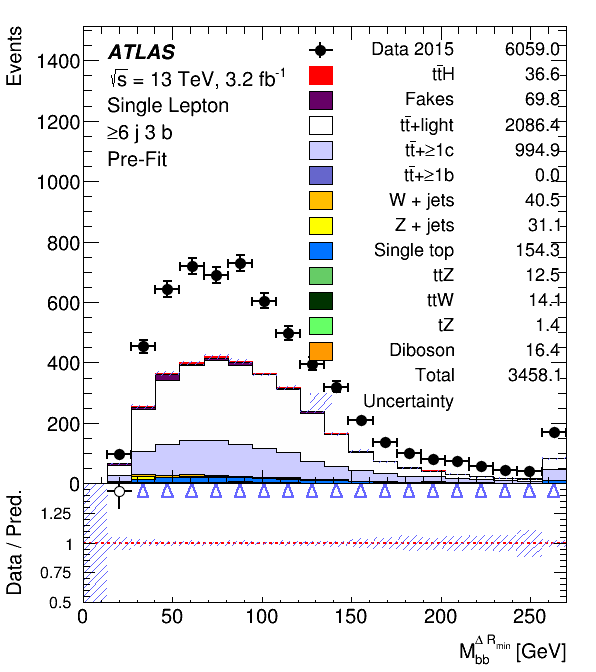 Events
1400
1200
1000
800
600
400
200
0
ATLAS
√s = 13 TeV, 3.2 fb⁻¹
Single Lepton
≥6 j 3 b
Pre-Fit
Data 2015 6059.0
tt̄H 36.6
Fakes 69.8
tt̄+light 2086.4
tt̄+≥1c 994.9
tt̄+≥1b 0.0
W + jets 40.5
Z + jets 31.1
Single top 154.3
ttZ 12.5
ttW 14.1
tZ 1.4
Diboson 16.4
Total 3458.1
Uncertainty
Data / Pred.
1.25
1
0.75
0.5
0 50 100 150 200 250
M_bb^ΔR_min [GeV]